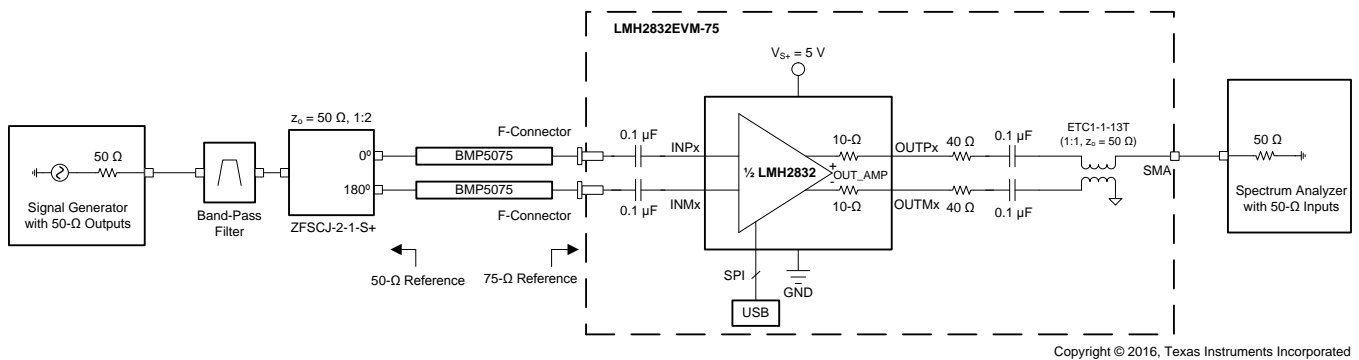 LMH2832EVM-75
VS+ = 5 V
zo = 50 Ω, 1:2
50 Ω
Signal Generator
with 50-Ω Outputs
Band-Pass
Filter
0º
180º
ZFSCJ-2-1-S+
BMP5075
BMP5075
F-Connector
F-Connector
50-Ω Reference
75-Ω Reference
0.1 µF
0.1 µF
INPx
INMx
½ LMH2832
10-Ω
+
OUT_AMP
-
10-Ω
SPI
USB
GND
OUTPx
OUTMx
40 Ω
40 Ω
0.1 µF
0.1 µF
ETC1-1-13T
(1:1, zo = 50 Ω)
SMA
50 Ω
Spectrum Analyzer
with 50-Ω Inputs
Copyright © 2016, Texas Instruments Incorporated